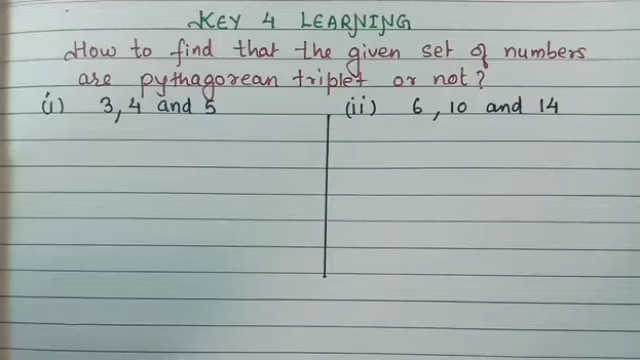 KEY 4 LEARNING
How to find that the given set of numbers
are pythagorean triplet or not?
(i) 3, 4 and 5 (ii) 6, 10 and 14